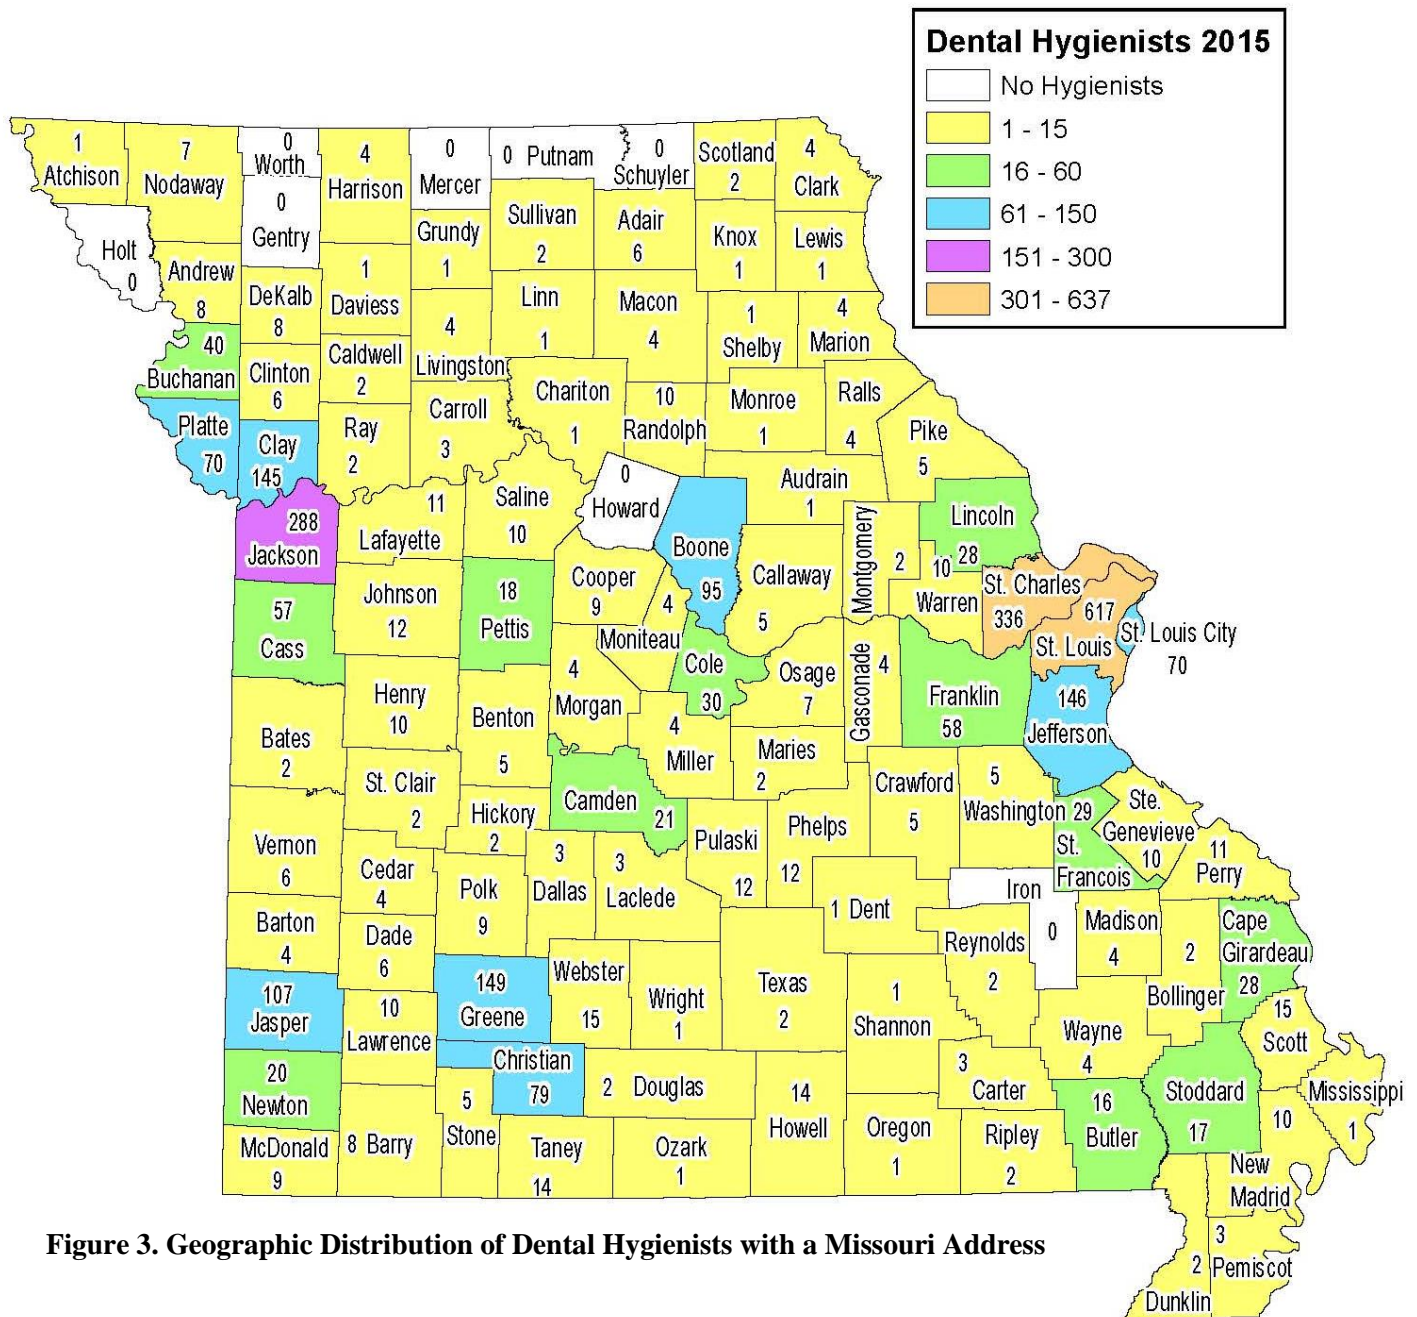 Dental Hygienists 2015
No Hygienists
1 - 15
16 - 60
61 - 150
151 - 300
301 - 637
1
Atchison
7
Nodaway
0
Worth
4
Harrison
0
Mercer
0 Putnam
0
Schuyler
Scotland
2
4
Clark
Holt
0
0
Gentry
Grundy
1
Sullivan
2
Adair
6
Knox
1
Lewis
1
Andrew
8
DeKalb
8
1
Daviess
4
Livingston
Linn
1
Macon
4
1
Shelby
4
Marion
40
Buchanan
Clinton
6
Caldwell
2
Carroll
3
Chariton
1
10
Randolph
Monroe
1
Ralls
4
Pike
5
Platte
70
Clay
145
Ray
2
Audrain
1
288
Jackson
11
Lafayette
Saline
10
0
Howard
Boone
95
Callaway
5
Montgomery
2
Lincoln
28
10
Warren
St. Charles
336
617
St. Louis
St. Louis City
70
57
Cass
Johnson
12
18
Pettis
Cooper
9
4
Moniteau
Cole
30
Osage
7
Gasconade
4
Franklin
58
146
Jefferson
Bates
2
Henry
10
Benton
5
4
Morgan
4
Miller
Maries
2
Crawford
5
5
Washington
29
St.
Francois
Ste.
Genevieve
10
11
Perry
St. Clair
2
Hickory
2
Camden
21
Pulaski
12
Phelps
12
Vernon
6
Cedar
4
Polk
9
3
Dallas
3
Laclede
1 Dent
Iron
0
Reynolds
2
Madison
4
2
Bollinger
Cape
Girardeau
28
Barton
4
Dade
6
149
Greene
Webster
15
Wright
1
Texas
2
1
Shannon
Wayne
4
15
Scott
107
Jasper
10
Lawrence
Christian
79
2 Douglas
14
Howell
3
Carter
16
Butler
Stoddard
17
Mississippi
1
20
Newton
8 Barry
5
Stone
Taney
14
Ozark
1
Oregon
1
Ripley
2
10
New
Madrid
McDonald
9
3
Pemiscot
2
Dunklin
Figure 3. Geographic Distribution of Dental Hygienists with a Missouri Address